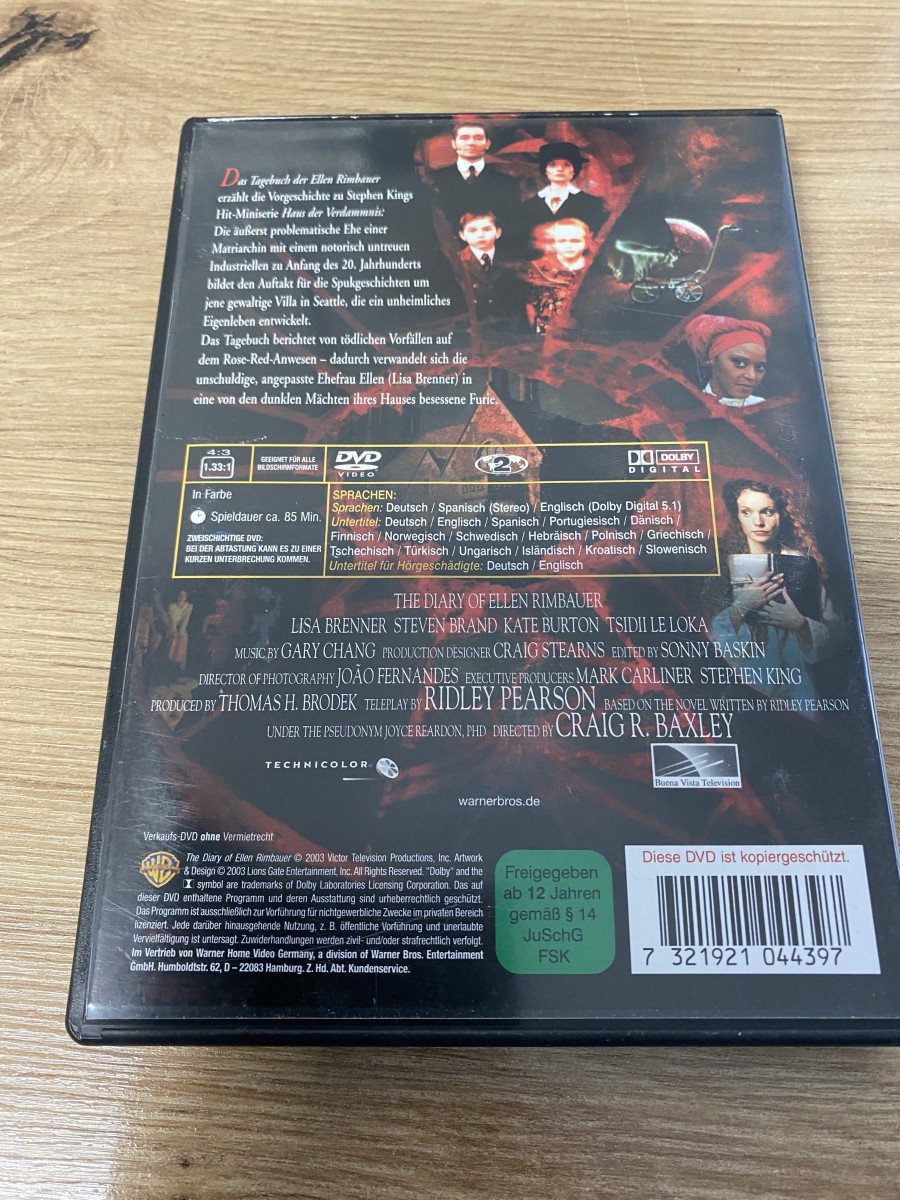 Das Tagebuch der Ellen Rimbauer
erzählt die Vorgeschichte zu Stephen Kings
Hit-Miniserie Haus der Verdammnis:
Die äußerst problematische Ehe einer
Matriarchin mit einem notorisch untreuen
Industriellen zu Anfang des 20. Jahrhunderts
bildet den Auftakt für die Spukgeschichten um
jene gewaltige Villa in Seattle, die ein unheimliches
Eigenleben entwickelt.
Das Tagebuch berichtet von tödlichen Vorfällen auf
dem Rose-Red-Anwesen – dadurch verwandelt sich die
unschuldige, angepasste Ehefrau Ellen (Lisa Brenner) in
eine von den dunklen Mächten ihres Hauses besessene Furie.
4:3
1.33:1
GEEIGNET FÜR ALLE
BILDSCHIRMFORMATE
DVD
VIDEO
2
DOLBY
DIGITAL
In Farbe
Spieldauer ca. 85 Min.
ZWEISCHICHTIGE DVD:
BEI DER ABTASTUNG KANN ES ZU EINER
KURZEN UNTERBRECHUNG KOMMEN.
SPRACHEN:
Sprachen: Deutsch / Spanisch (Stereo) / Englisch (Dolby Digital 5.1)
Untertitel: Deutsch / Englisch / Spanisch / Portugiesisch / Dänisch /
Finnisch / Norwegisch / Schwedisch / Hebräisch / Polnisch / Griechisch /
Tschechisch / Türkisch / Ungarisch / Isländisch / Kroatisch / Slowenisch
Untertitel für Hörgeschädigte: Deutsch / Englisch
THE DIARY OF ELLEN RIMBAUER
LISA BRENNER STEVEN BRAND KATE BURTON TSIDII LE LOKA
MUSIC BY GARY CHANG PRODUCTION DESIGNER CRAIG STEARNS EDITED BY SONNY BASKIN
DIRECTOR OF PHOTOGRAPHY JOÃO FERNANDES EXECUTIVE PRODUCERS MARK CARLINER STEPHEN KING
PRODUCED BY THOMAS H. BRODEK TELEPLAY BY RIDLEY PEARSON BASED ON THE NOVEL WRITTEN BY RIDLEY PEARSON
UNDER THE PSEUDONYM JOYCE REARDON, PHD DIRECTED BY CRAIG R. BAXLEY
TECHNICOLOR
Buena Vista Television
warnerbros.de
Verkaufs-DVD ohne Vermietrecht
WB
The Diary of Ellen Rimbauer © 2003 Victor Television Productions, Inc. Artwork
& Design © 2003 Lions Gate Entertainment, Inc. All Rights Reserved. "Dolby" and the
symbol are trademarks of Dolby Laboratories Licensing Corporation. Das auf
dieser DVD enthaltene Programm und deren Ausstattung sind urheberrechtlich geschützt.
Das Programm ist ausschließlich zur Vorführung für nichtgewerbliche Zwecke im privaten Bereich
lizenziert. Jede darüber hinausgehende Nutzung, z. B. öffentliche Vorführung und unerlaubte
Vervielfältigung ist untersagt. Zuwiderhandlungen werden zivil- und/oder strafrechtlich verfolgt.
Im Vertrieb von Warner Home Video Germany, a division of Warner Bros. Entertainment
GmbH. Humboldtstr. 62, D – 22083 Hamburg. Z. Hd. Abt. Kundenservice.
Freigegeben
ab 12 Jahren
gemäß § 14
JuSchG
FSK
Diese DVD ist kopiergeschützt.
7 321921 044397